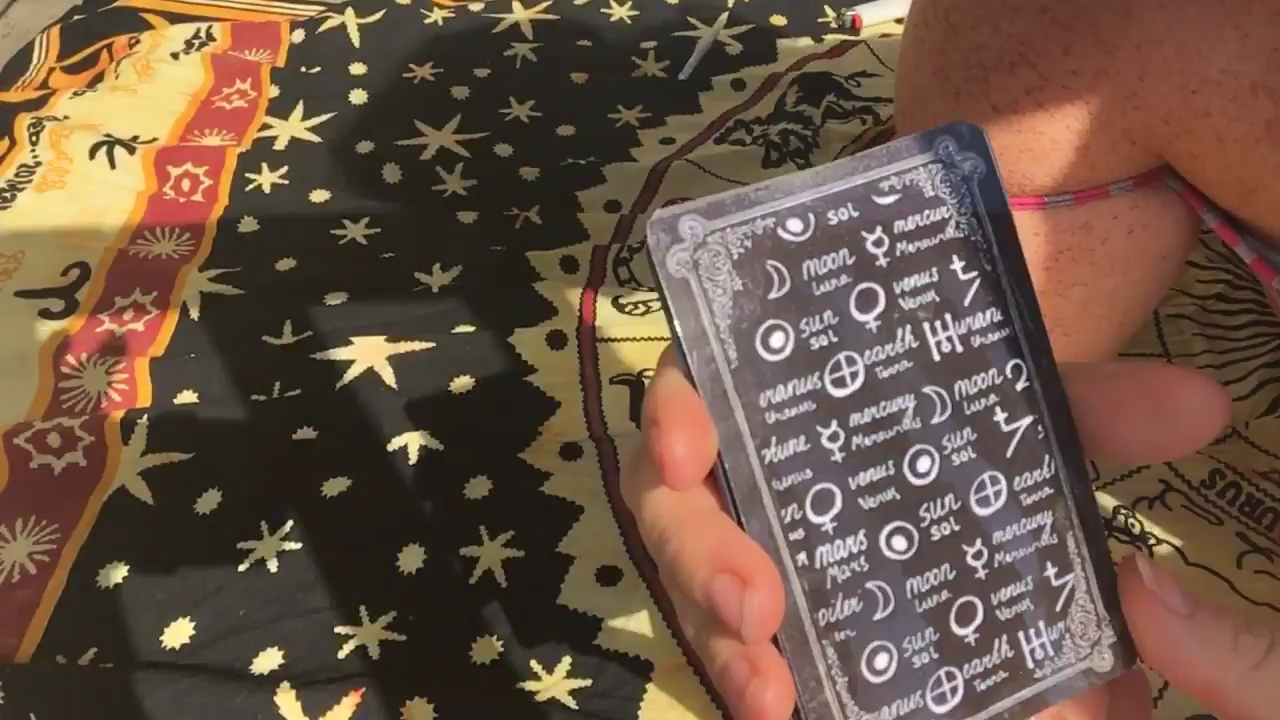 SOL
mercury
Mercurius
moon
Luna
venus
Venus
sun
SOL
earth
Terra
uranus
Uranus
mercury
Mercurius
moon
Luna
venus
Venus
sun
SOL
sun
SOL
earth
Terra
mars
Mars
mercury
Mercurius
moon
Luna
venus
Venus
sun
SOL
earth
Terra
URUS